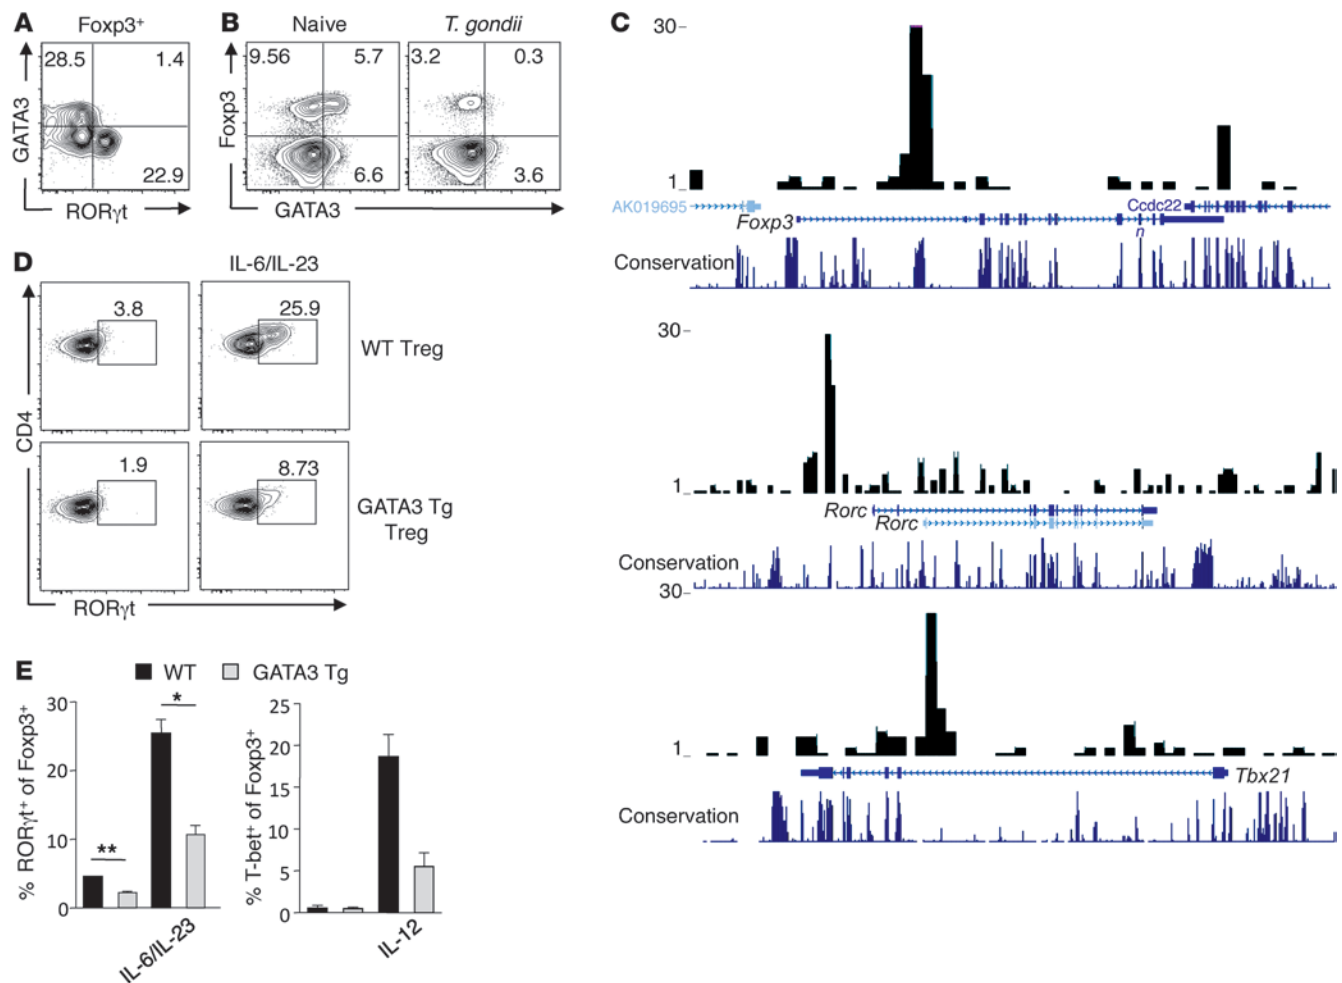 A
Foxp3+
GATA3
28.5
1.4
22.9
RORγt
B
Naive
T. gondii
Foxp3
9.56
5.7
6.6
3.2
0.3
3.6
GATA3
C
30
1
AK019695
Foxp3
Ccdc22
n
Conservation
30
1
Rorc
Rorc
Conservation
30
1
Tbx21
Conservation
D
IL-6/IL-23
3.8
25.9
WT Treg
CD4
1.9
8.73
GATA3 Tg
Treg
RORγt
E
WT
GATA3 Tg
% RORγt+ of Foxp3+
30
20
10
0
**
*
IL-6/IL-23
% T-bet+ of Foxp3+
25
20
15
10
5
0
IL-12